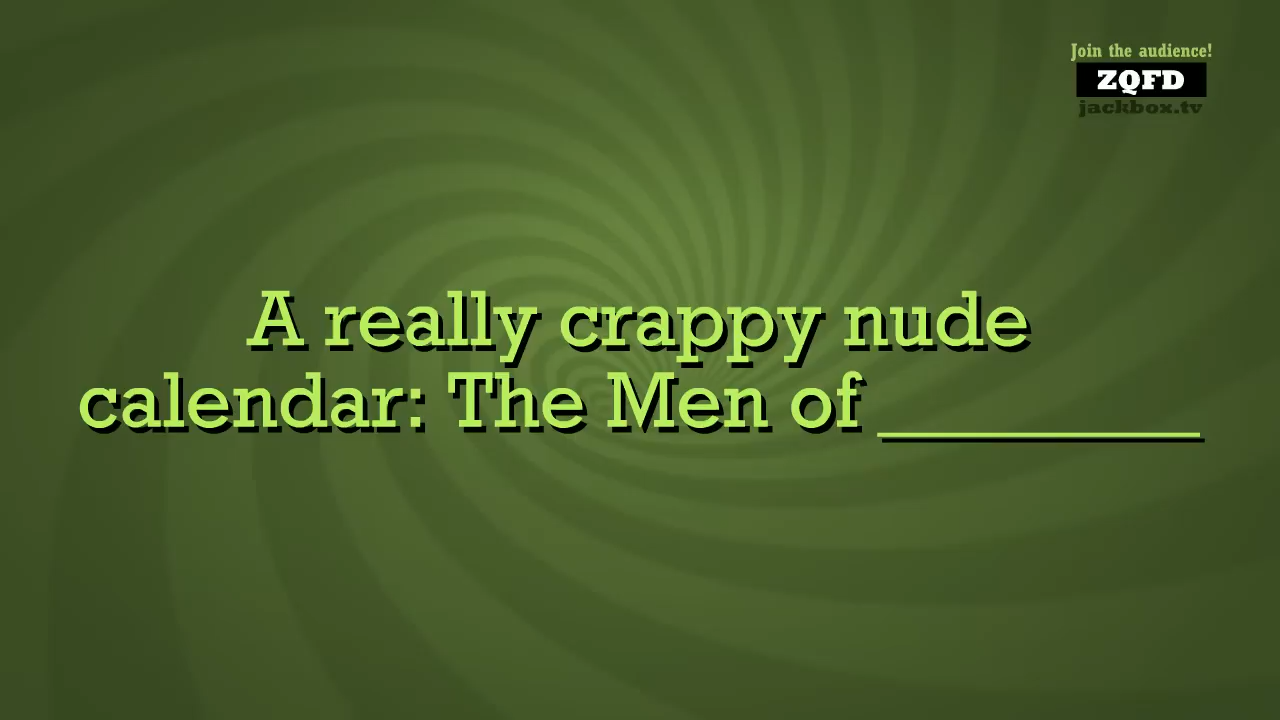 Join the audience!
ZQFD
jackbox.tv
A really crappy nude
calendar: The Men of ________